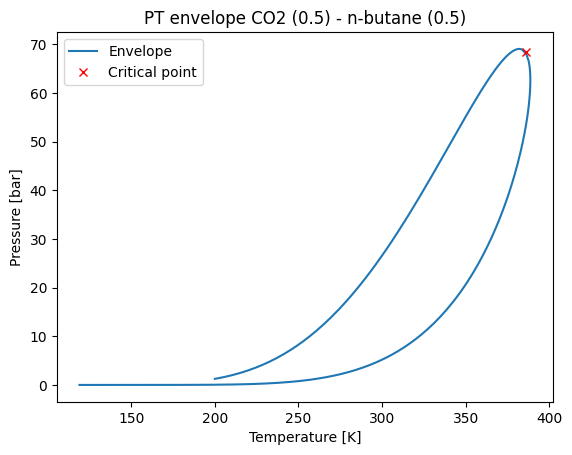 PT envelope CO2 (0.5) - n-butane (0.5)
Envelope
Critical point
Pressure [bar]
70
60
50
40
30
20
10
0
150
200
250
300
350
400
Temperature [K]